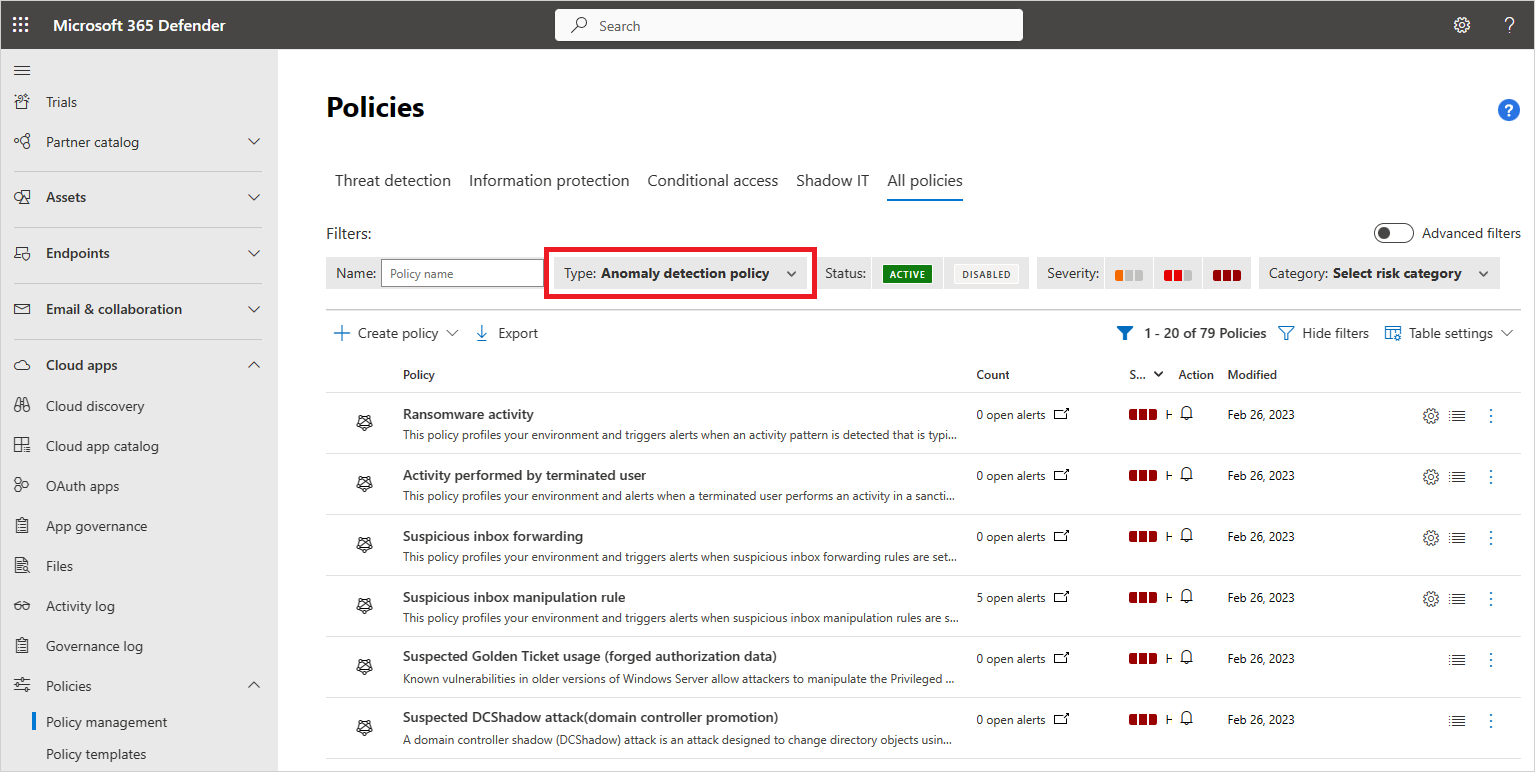 Microsoft 365 Defender
Search
?
Trials
Partner catalog
Assets
Endpoints
Email & collaboration
Cloud apps
Cloud discovery
Cloud app catalog
OAuth apps
App governance
Files
Activity log
Governance log
Policies
Policy management
Policy templates
Policies
?
Threat detection Information protection Conditional access Shadow IT All policies
Filters:
Advanced filters
Name: Policy name Type: Anomaly detection policy Status: ACTIVE DISABLED Severity: Category: Select risk category
Create policy Export 1 - 20 of 79 Policies Hide filters Table settings
Policy Count S... Action Modified
Ransomware activity
0 open alerts H Feb 26, 2023
This policy profiles your environment and triggers alerts when an activity pattern is detected that is typi...
Activity performed by terminated user
0 open alerts H Feb 26, 2023
This policy profiles your environment and alerts when a terminated user performs an activity in a sancti...
Suspicious inbox forwarding
0 open alerts H Feb 26, 2023
This policy profiles your environment and triggers alerts when suspicious inbox forwarding rules are set...
Suspicious inbox manipulation rule
5 open alerts H Feb 26, 2023
This policy profiles your environment and triggers alerts when suspicious inbox manipulation rules are s...
Suspected Golden Ticket usage (forged authorization data)
0 open alerts H Feb 26, 2023
Known vulnerabilities in older versions of Windows Server allow attackers to manipulate the Privileged ...
Suspected DCShadow attack(domain controller promotion)
0 open alerts H Feb 26, 2023
A domain controller shadow (DCShadow) attack is an attack designed to change directory objects usin...